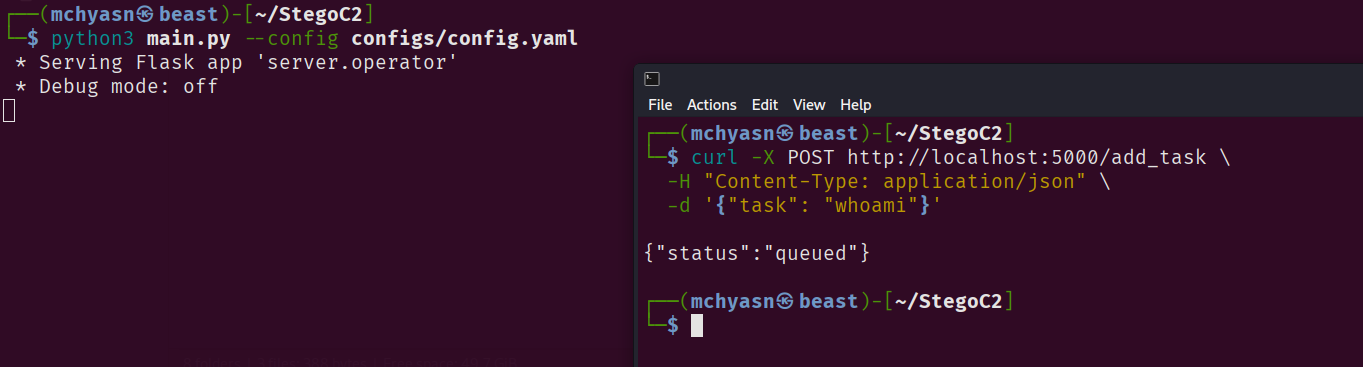 ┌──(mchyasn㉿beast)-[~/StegoC2]
└─$ python3 main.py --config configs/config.yaml
 * Serving Flask app 'server.operator'
 * Debug mode: off
File Actions Edit View Help
┌──(mchyasn㉿beast)-[~/StegoC2]
└─$ curl -X POST http://localhost:5000/add_task \
  -H "Content-Type: application/json" \
  -d '{"task": "whoami"}'
{"status":"queued"}
┌──(mchyasn㉿beast)-[~/StegoC2]
└─$